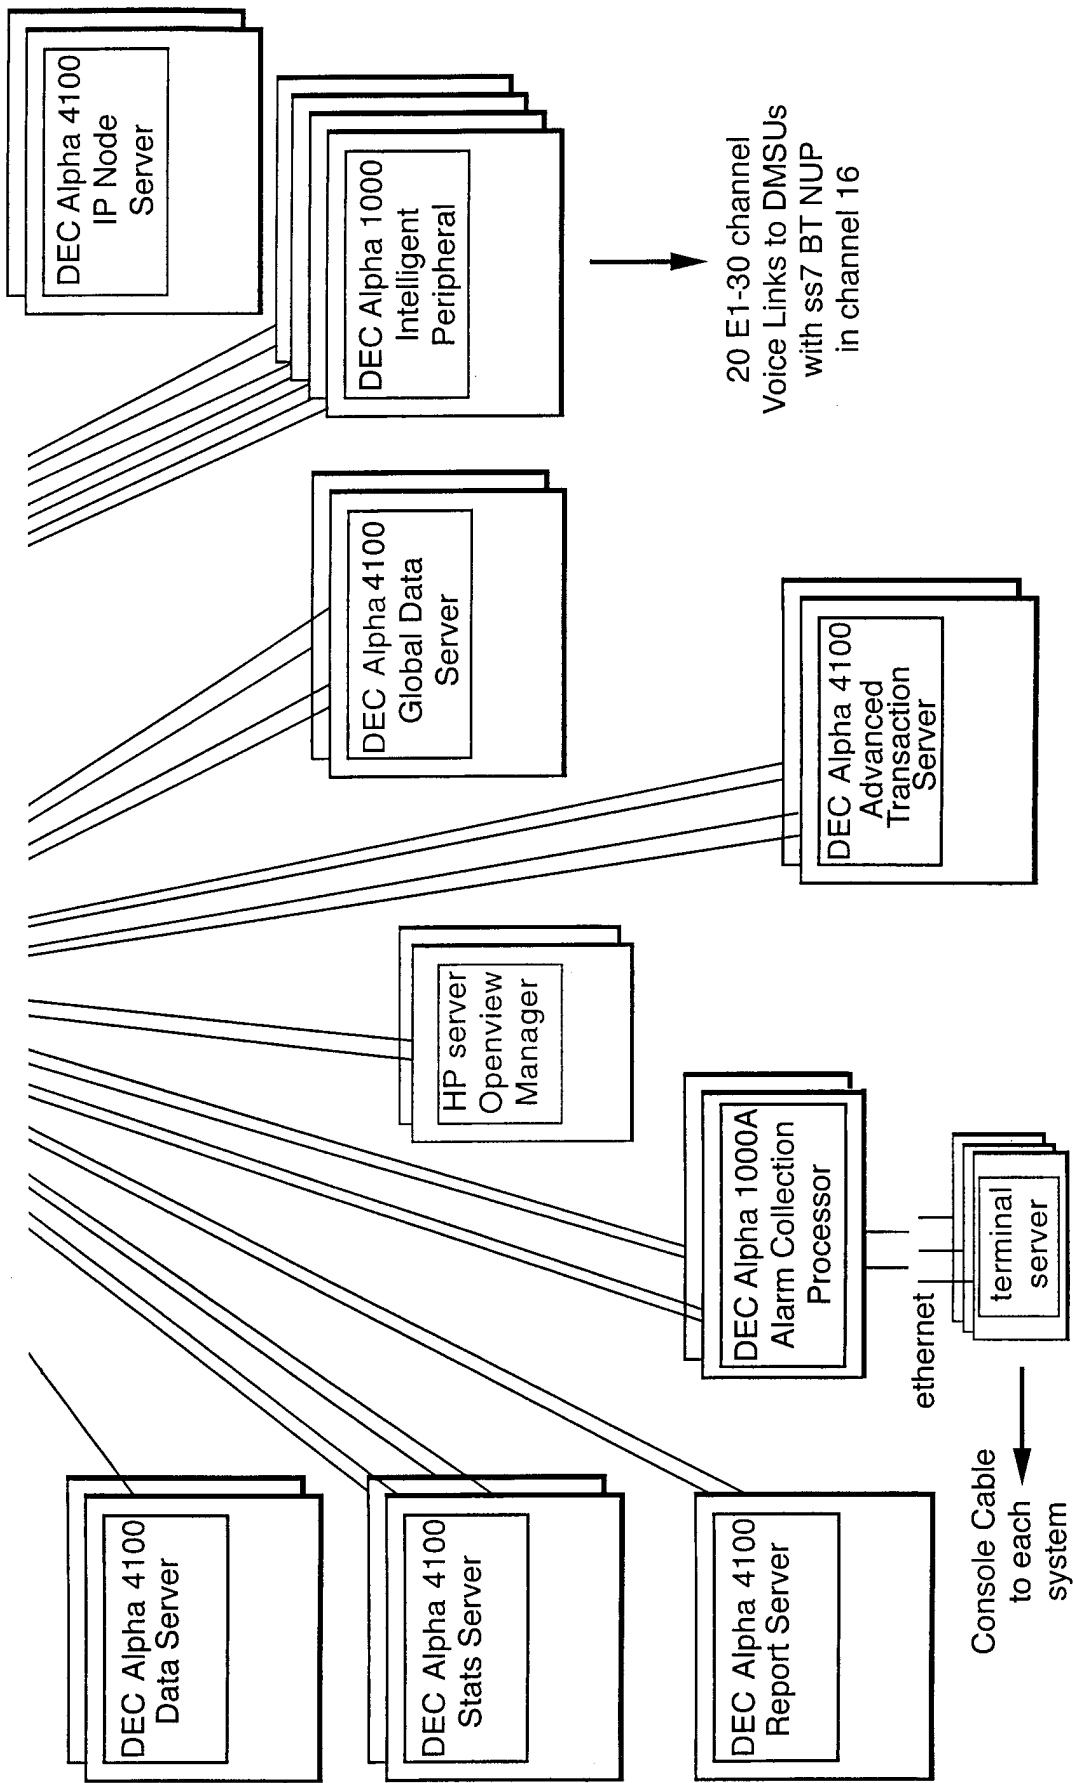 DEC Alpha 4100
Data Server
DEC Alpha 4100
Stats Server
DEC Alpha 4100
Report Server
Console Cable
to each
system
ethernet
terminal
server
DEC Alpha 1000A
Alarm Collection
Processor
HP server
Openview
Manager
DEC Alpha 4100
Advanced
Transaction
Server
DEC Alpha 4100
Global Data
Server
DEC Alpha 1000
Intelligent
Peripheral
20 E1-30 channel
Voice Links to DMSUs
with ss7 BT NUP
in channel 16
DEC Alpha 4100
IP Node
Server